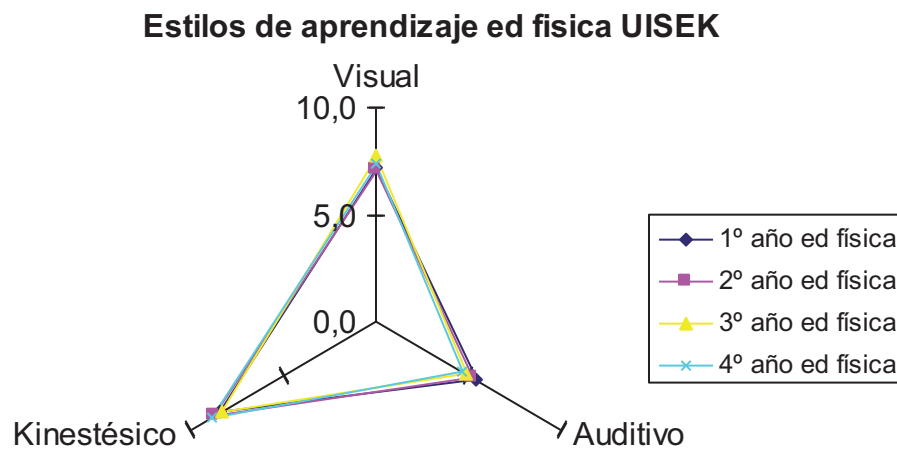 Estilos de aprendizaje ed fisica UISEK
Visual
10,0
5,0
0,0
Kinestésico
Auditivo
1º año ed física
2º año ed física
3º año ed física
4º año ed física